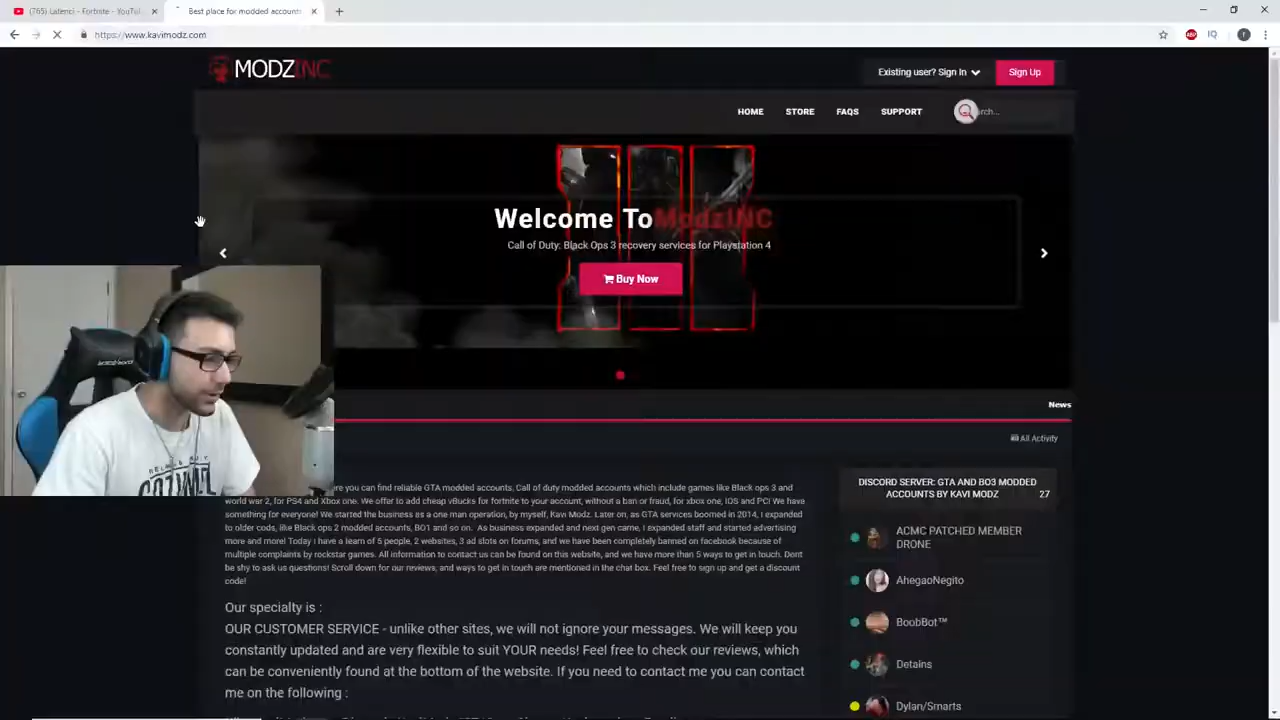 (765) Latenci - Fortnite - YouTul
Best place for modded accounts
https://www.kavimodz.com
MODZINC
Existing user? Sign In
Sign Up
HOME
STORE
FAQS
SUPPORT
rch...
Welcome To ModzINC
Call of Duty: Black Ops 3 recovery services for Playstation 4
Buy Now
News
All Activity
re you can find reliable GTA modded accounts, Call of duty modded accounts which include games like Black ops 3 and
world war 2, for PS4 and Xbox one. We offer to add cheap vBucks for fortnite to your account, without a ban or fraud, for xbox one, IOS and PC! We have
something for everyone! We started the business as a one man operation, by myself, Kavi Modz. Later on, as GTA services boomed in 2014, I expanded
to older cods, like Black ops 2 modded accounts, BO1 and so on. As business expanded and next gen came, I expanded staff and started advertising
more and more! Today I have a team of 5 people, 2 websites, 3 ad slots on forums, and we have been completely banned on facebook because of
multiple complaints by rockstar games. All information to contact us can be found on this website, and we have more than 5 ways to get in touch. Dont
be shy to ask us questions! Scroll down for our reviews, and ways to get in touch are mentioned in the chat box. Feel free to sign up and get a discount
code!
Our specialty is :
OUR CUSTOMER SERVICE - unlike other sites, we will not ignore your messages. We will keep you
constantly updated and are very flexible to suit YOUR needs! Feel free to check our reviews, which
can be conveniently found at the bottom of the website. If you need to contact me you can contact
me on the following :
DISCORD SERVER: GTA AND BO3 MODDED
ACCOUNTS BY KAVI MODZ 27
ACMC PATCHED MEMBER
DRONE
AhegaoNegito
BoobBot™
Detains
Dylan/Smarts